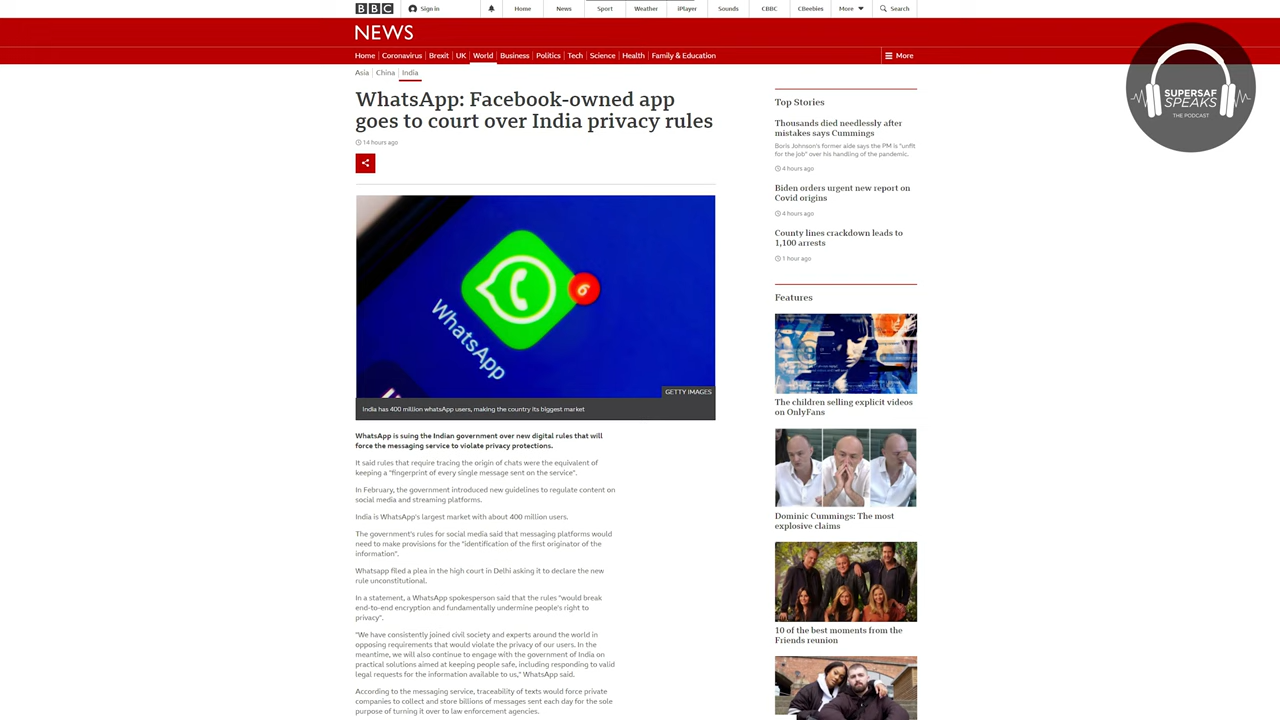 BBC
Sign in
Home
News
Sport
Weather
iPlayer
Sounds
CBBC
CBeebies
More
Search
NEWS
Home
Coronavirus
Brexit
UK
World
Business
Politics
Tech
Science
Health
Family & Education
More
Asia
China
India
WhatsApp: Facebook-owned app
goes to court over India privacy rules
14 hours ago
6
WhatsApp
GETTY IMAGES
India has 400 million whatsApp users, making the country its biggest market
WhatsApp is suing the Indian government over new digital rules that will
force the messaging service to violate privacy protections.
It said rules that require tracing the origin of chats were the equivalent of
keeping a "fingerprint of every single message sent on the service".
In February, the government introduced new guidelines to regulate content on
social media and streaming platforms.
India is WhatsApp's largest market with about 400 million users.
The government's rules for social media said that messaging platforms would
need to make provisions for the "identification of the first originator of the
information".
Whatsapp filed a plea in the high court in Delhi asking it to declare the new
rule unconstitutional.
In a statement, a WhatsApp spokesperson said that the rules "would break
end-to-end encryption and fundamentally undermine people's right to
privacy".
"We have consistently joined civil society and experts around the world in
opposing requirements that would violate the privacy of our users. In the
meantime, we will also continue to engage with the government of India on
practical solutions aimed at keeping people safe, including responding to valid
legal requests for the information available to us," WhatsApp said.
According to the messaging service, traceability of texts would force private
companies to collect and store billions of messages sent each day for the sole
purpose of turning it over to law enforcement agencies.
Top Stories
Thousands died needlessly after
mistakes says Cummings
Boris Johnson's former aide says the PM is "unfit
for the job" over his handling of the pandemic.
4 hours ago
Biden orders urgent new report on
Covid origins
4 hours ago
County lines crackdown leads to
1,100 arrests
1 hour ago
Features
The children selling explicit videos
on OnlyFans
Dominic Cummings: The most
explosive claims
10 of the best moments from the
Friends reunion
SUPERSAF
SPEAKS
THE PODCAST